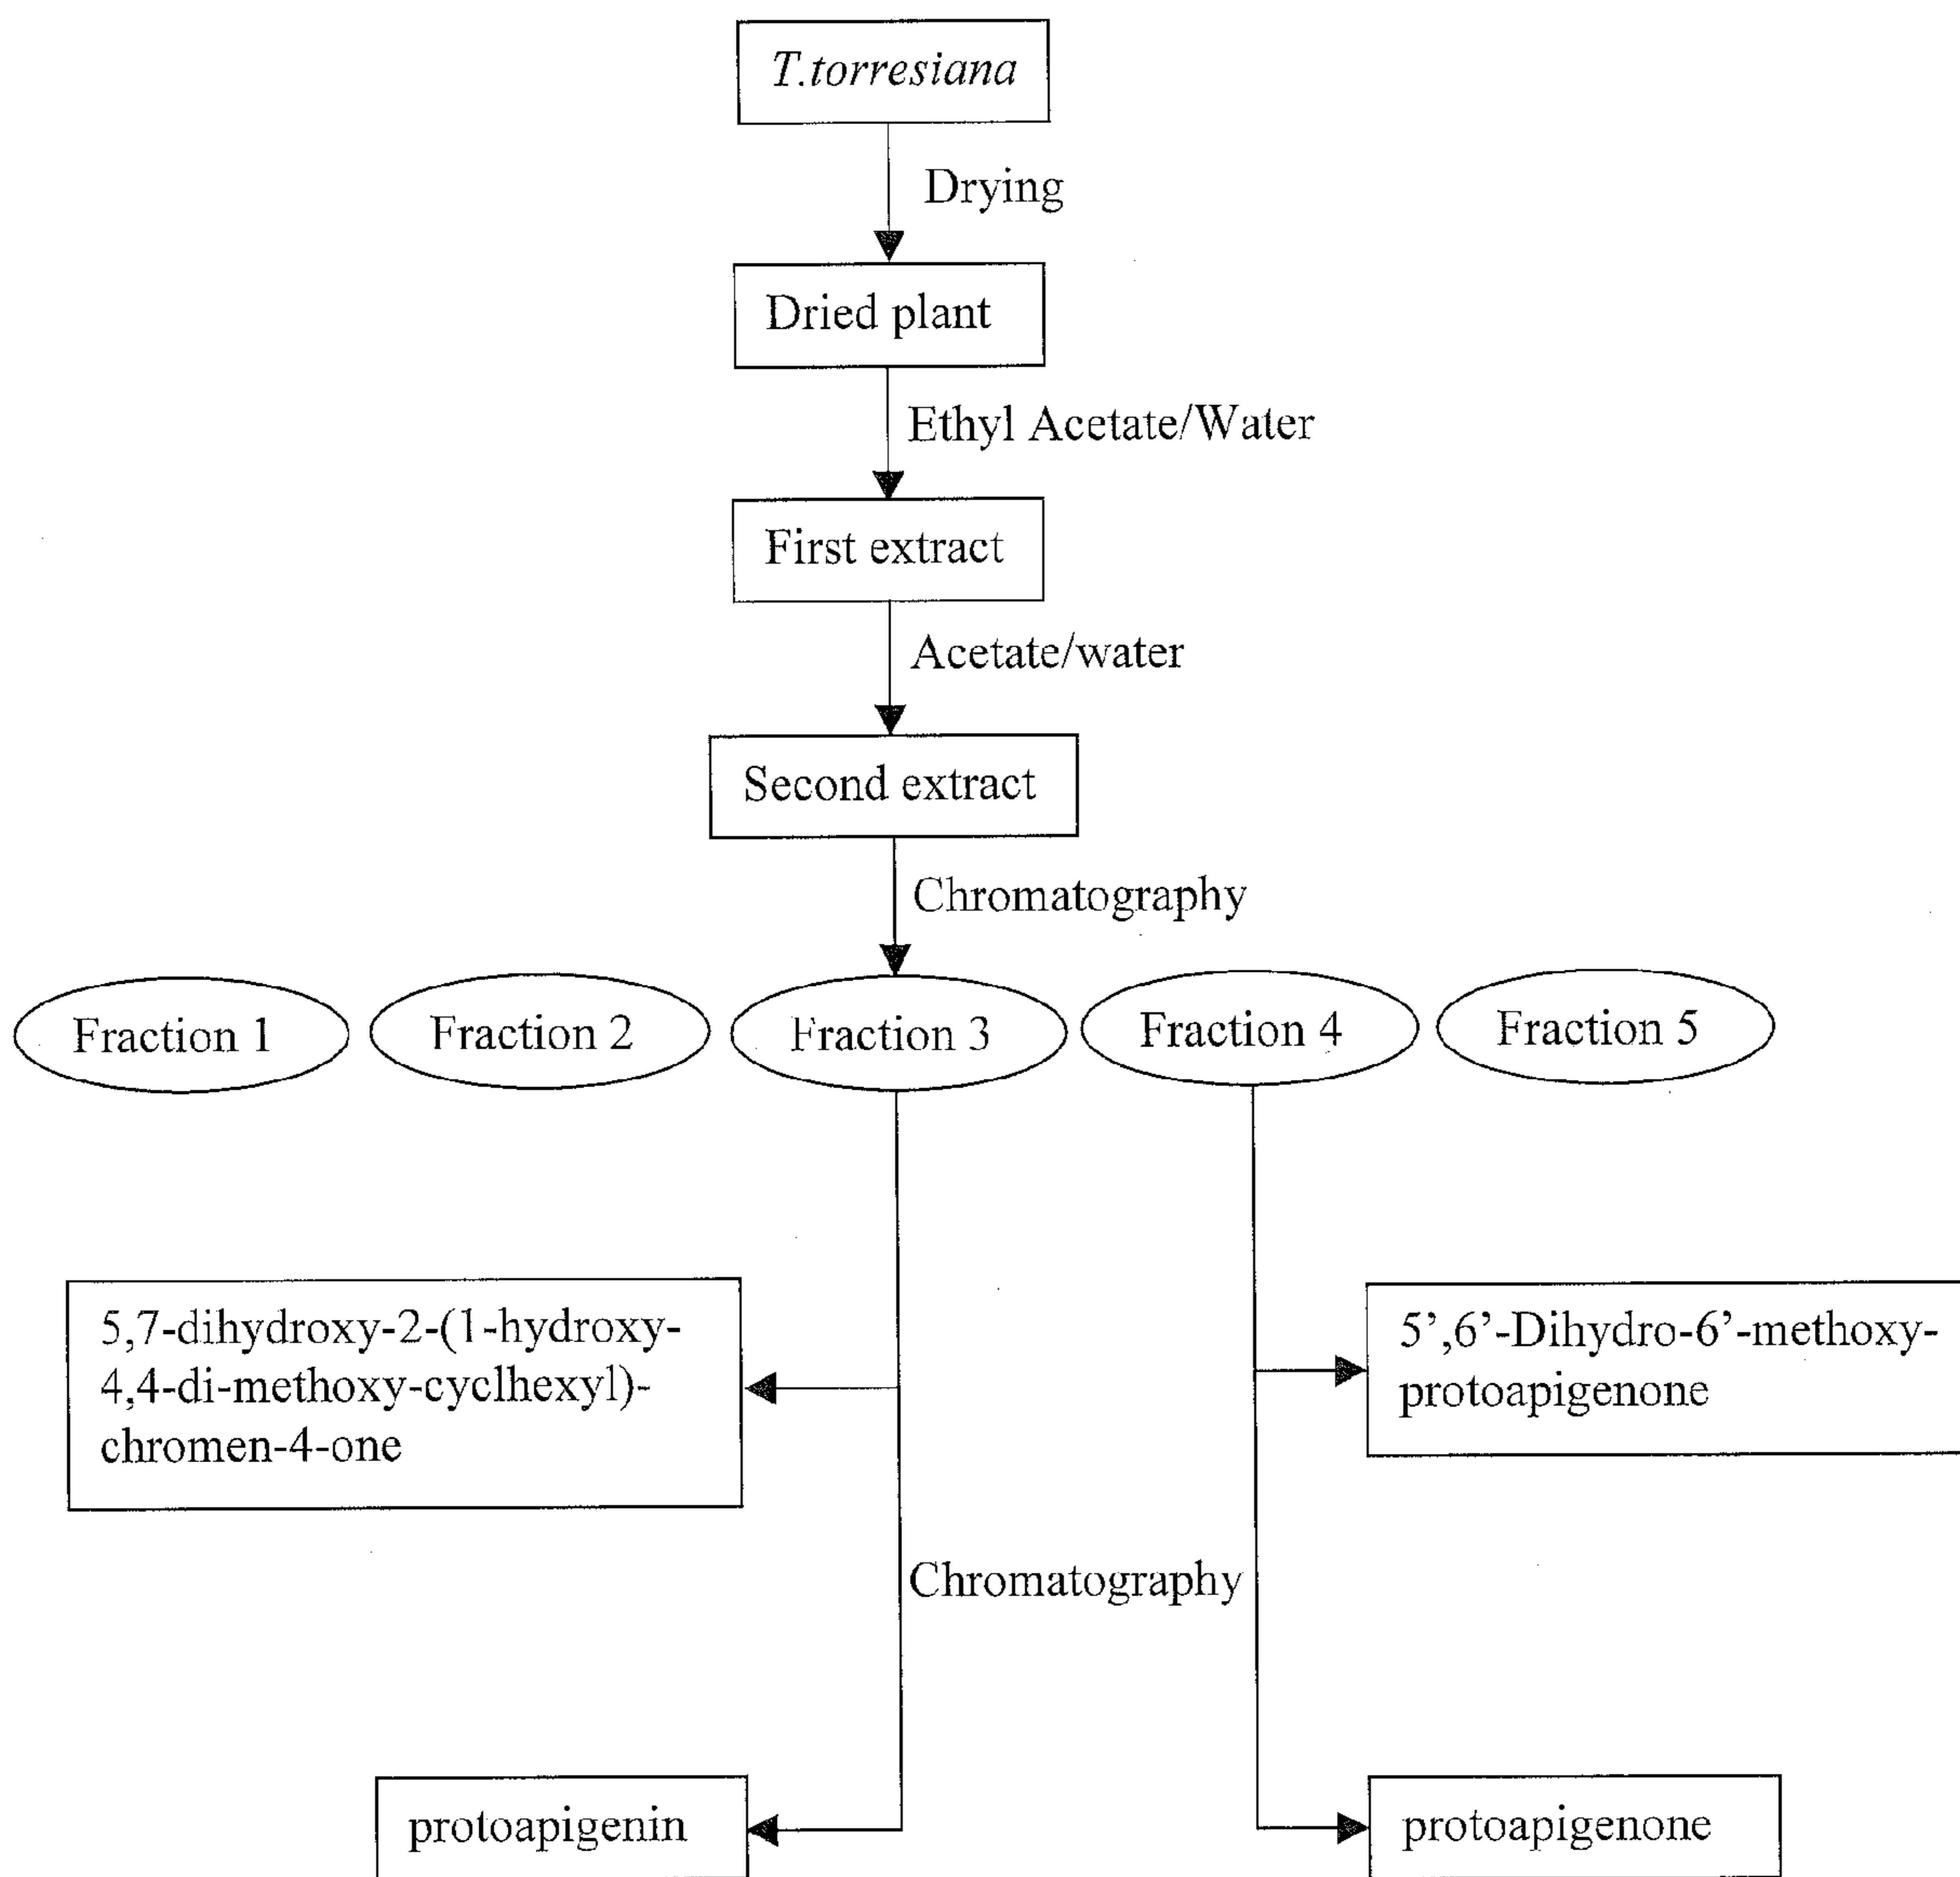 T.torresiana
Drying
Dried plant
Ethyl Acetate/Water
First extract
Acetate/water
Second extract
Chromatography
Fraction 1
Fraction 2
Fraction 3
Fraction 4
Fraction 5
5,7-dihydroxy-2-(1-hydroxy-
4,4-di-methoxy-cyclhexyl)-
chromen-4-one
5’,6’-Dihydro-6’-methoxy-
protoapigenone
Chromatography
protoapigenin
protoapigenone